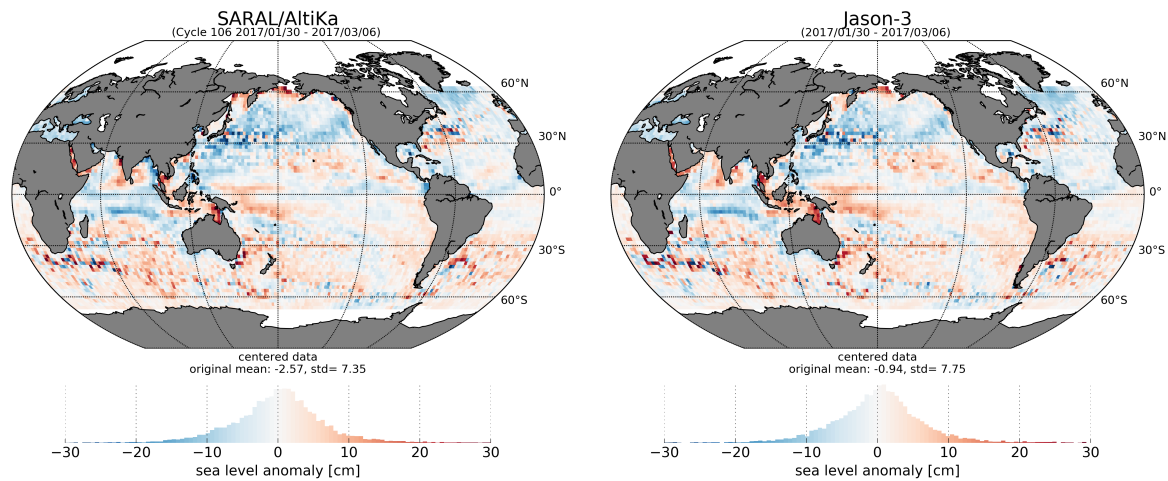 SARAL/AltiKa
(Cycle 106 2017/01/30 - 2017/03/06)
60°N
30°N
0°
30°S
60°S
centered data
original mean: -2.57, std= 7.35
−30 −20 −10 0 10 20 30
sea level anomaly [cm]
Jason-3
(2017/01/30 - 2017/03/06)
60°N
30°N
0°
30°S
60°S
centered data
original mean: -0.94, std= 7.75
−30 −20 −10 0 10 20 30
sea level anomaly [cm]